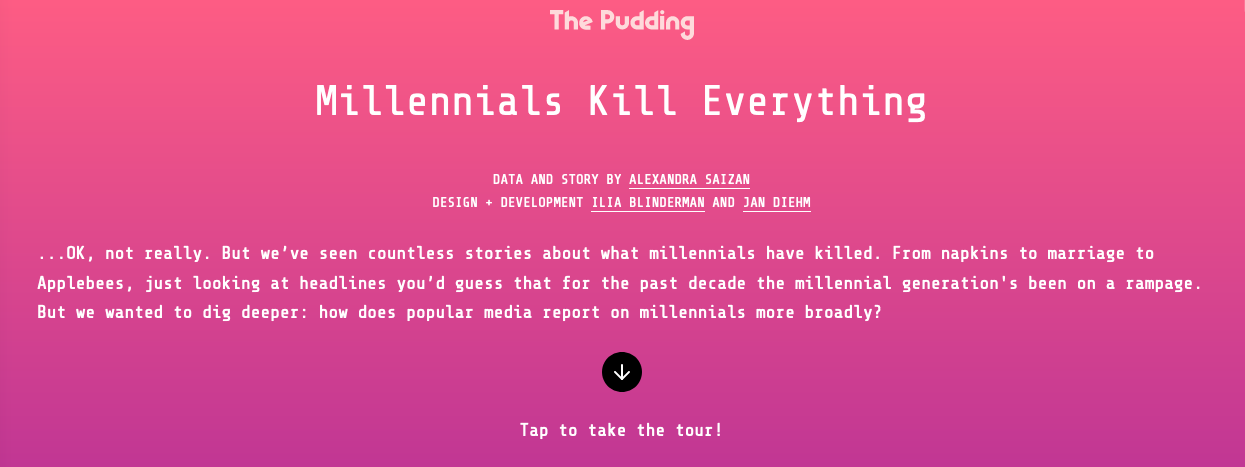 The Pudding
Millennials Kill Everything
DATA AND STORY BY ALEXANDRA SAIZAN
DESIGN + DEVELOPMENT ILIA BLINDERMAN AND JAN DIEHM
...OK, not really. But we’ve seen countless stories about what millennials have killed. From napkins to marriage to
Applebees, just looking at headlines you’d guess that for the past decade the millennial generation's been on a rampage.
But we wanted to dig deeper: how does popular media report on millennials more broadly?
Tap to take the tour!